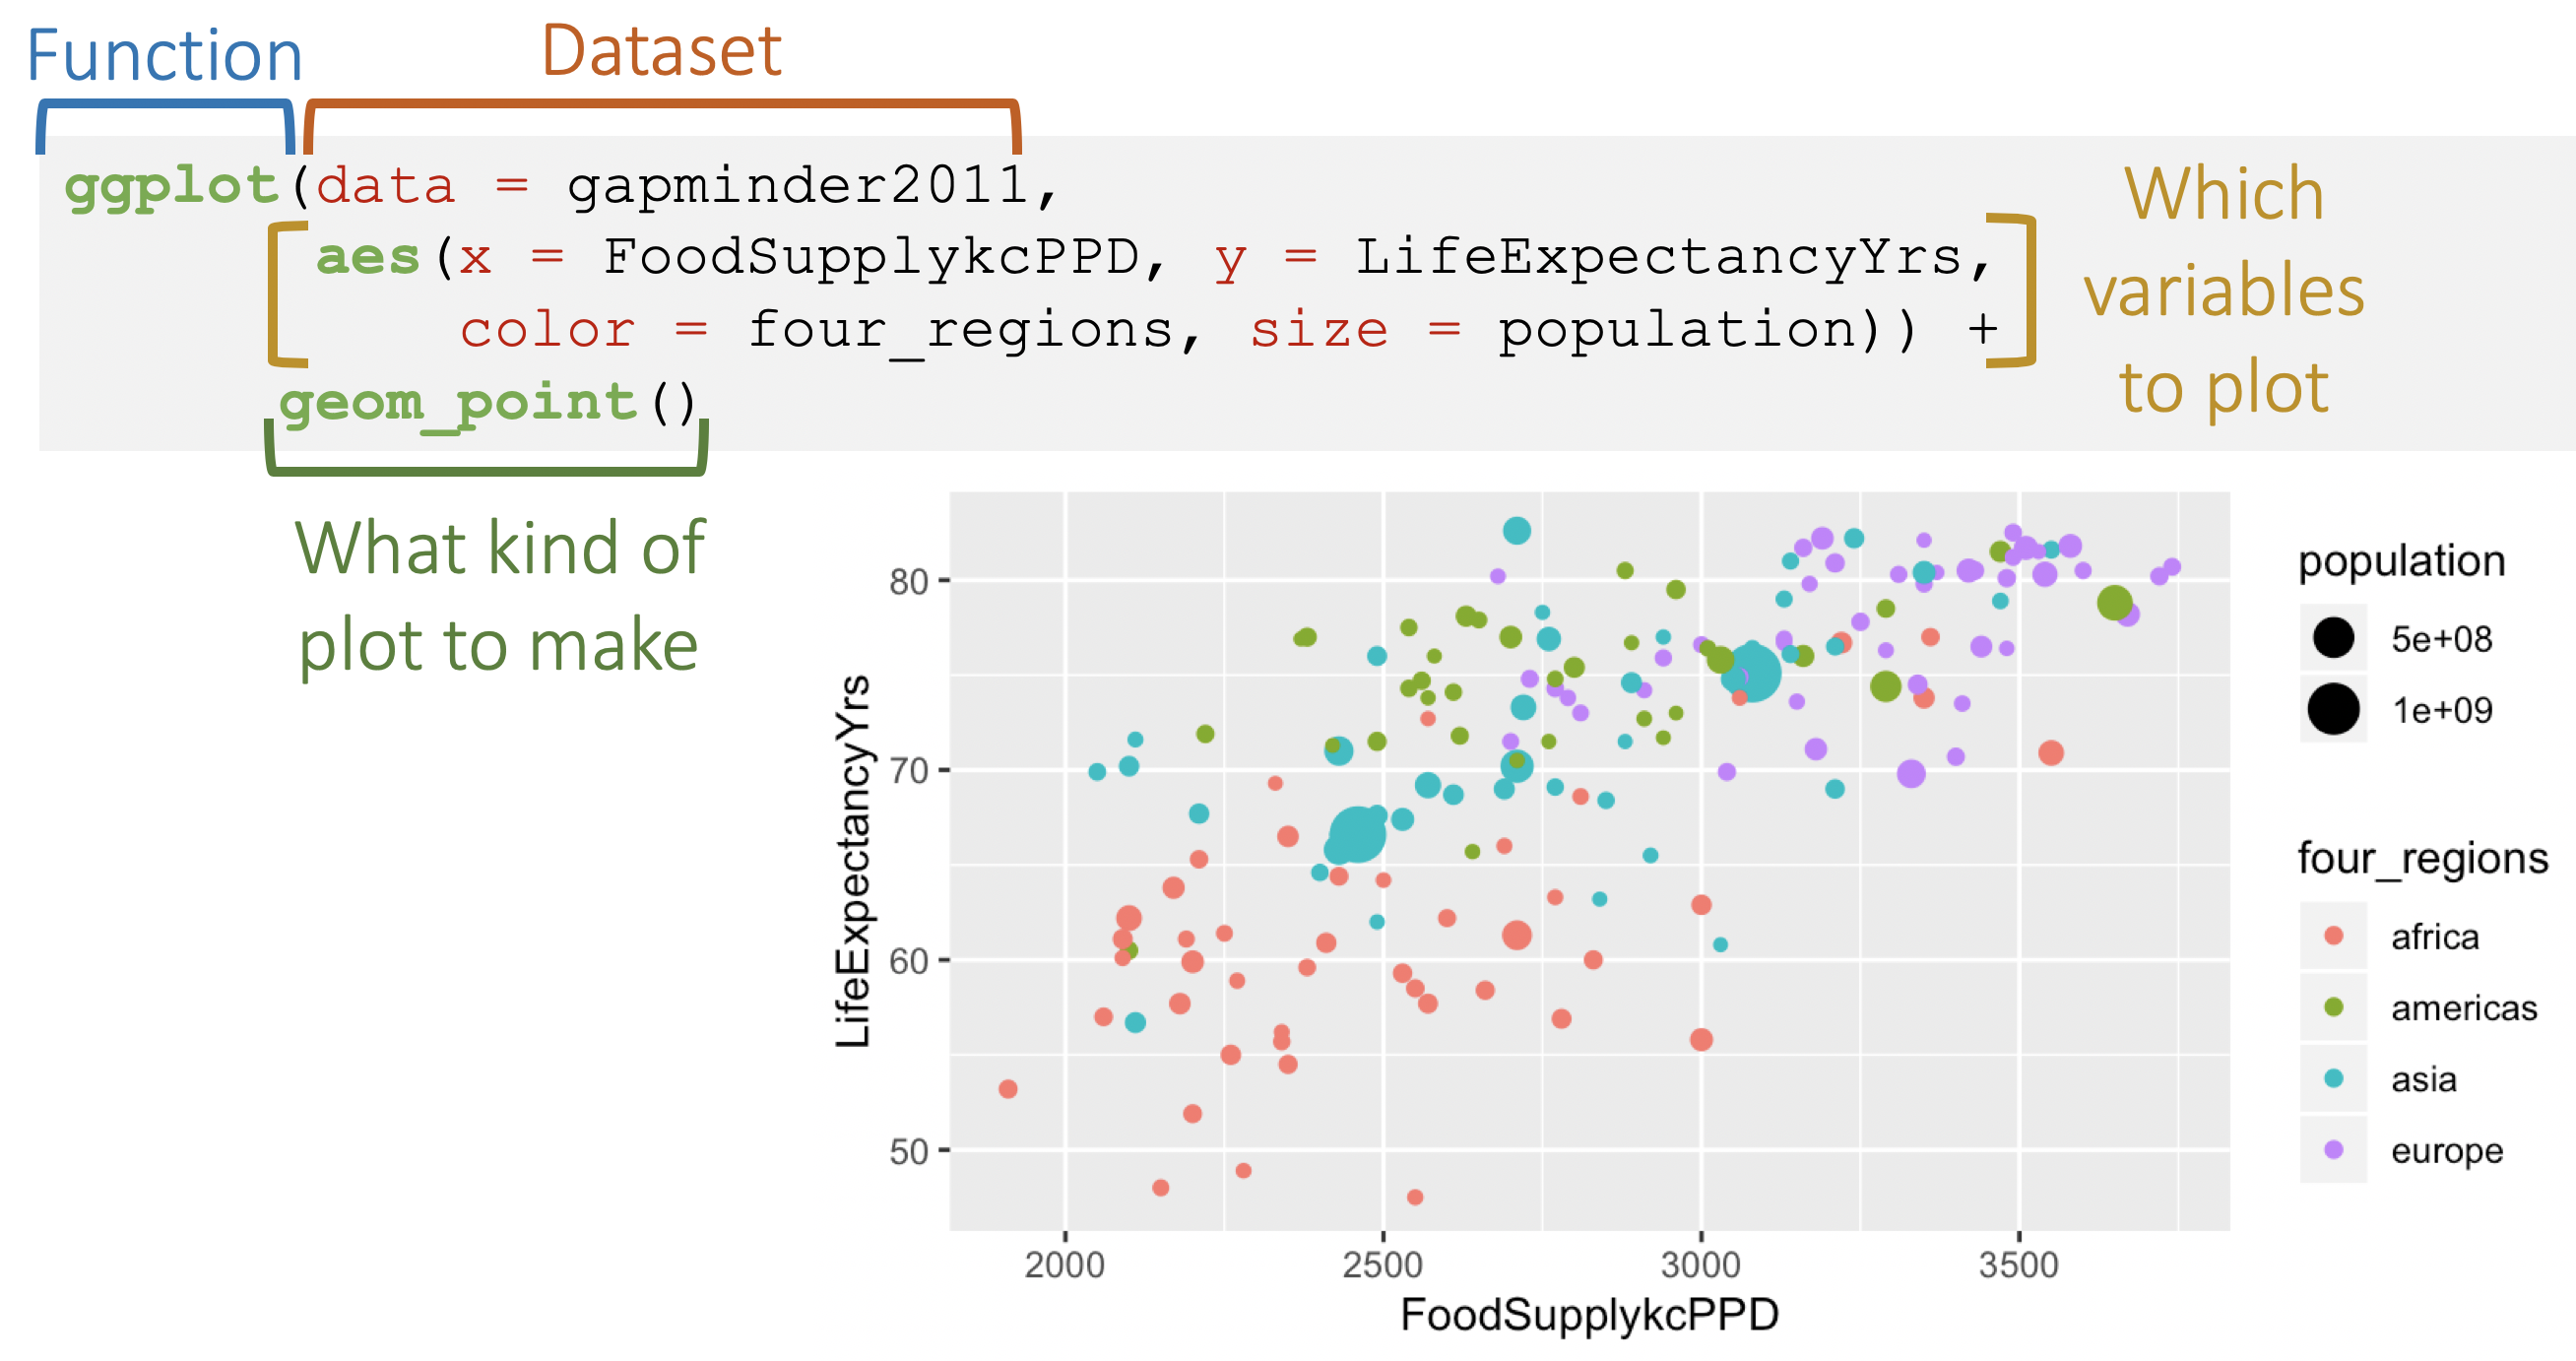 Function
Dataset
ggplot(data = gapminder2011,
aes(x = FoodSupplykcPPD, y = LifeExpectancyYrs,
color = four_regions, size = population)) +
geom_point()
Which
variables
to plot
What kind of
plot to make
LifeExpectancyYrs
80
70
60
50
2000 2500 3000 3500
FoodSupplykcPPD
population
5e+08
1e+09
four_regions
africa
americas
asia
europe